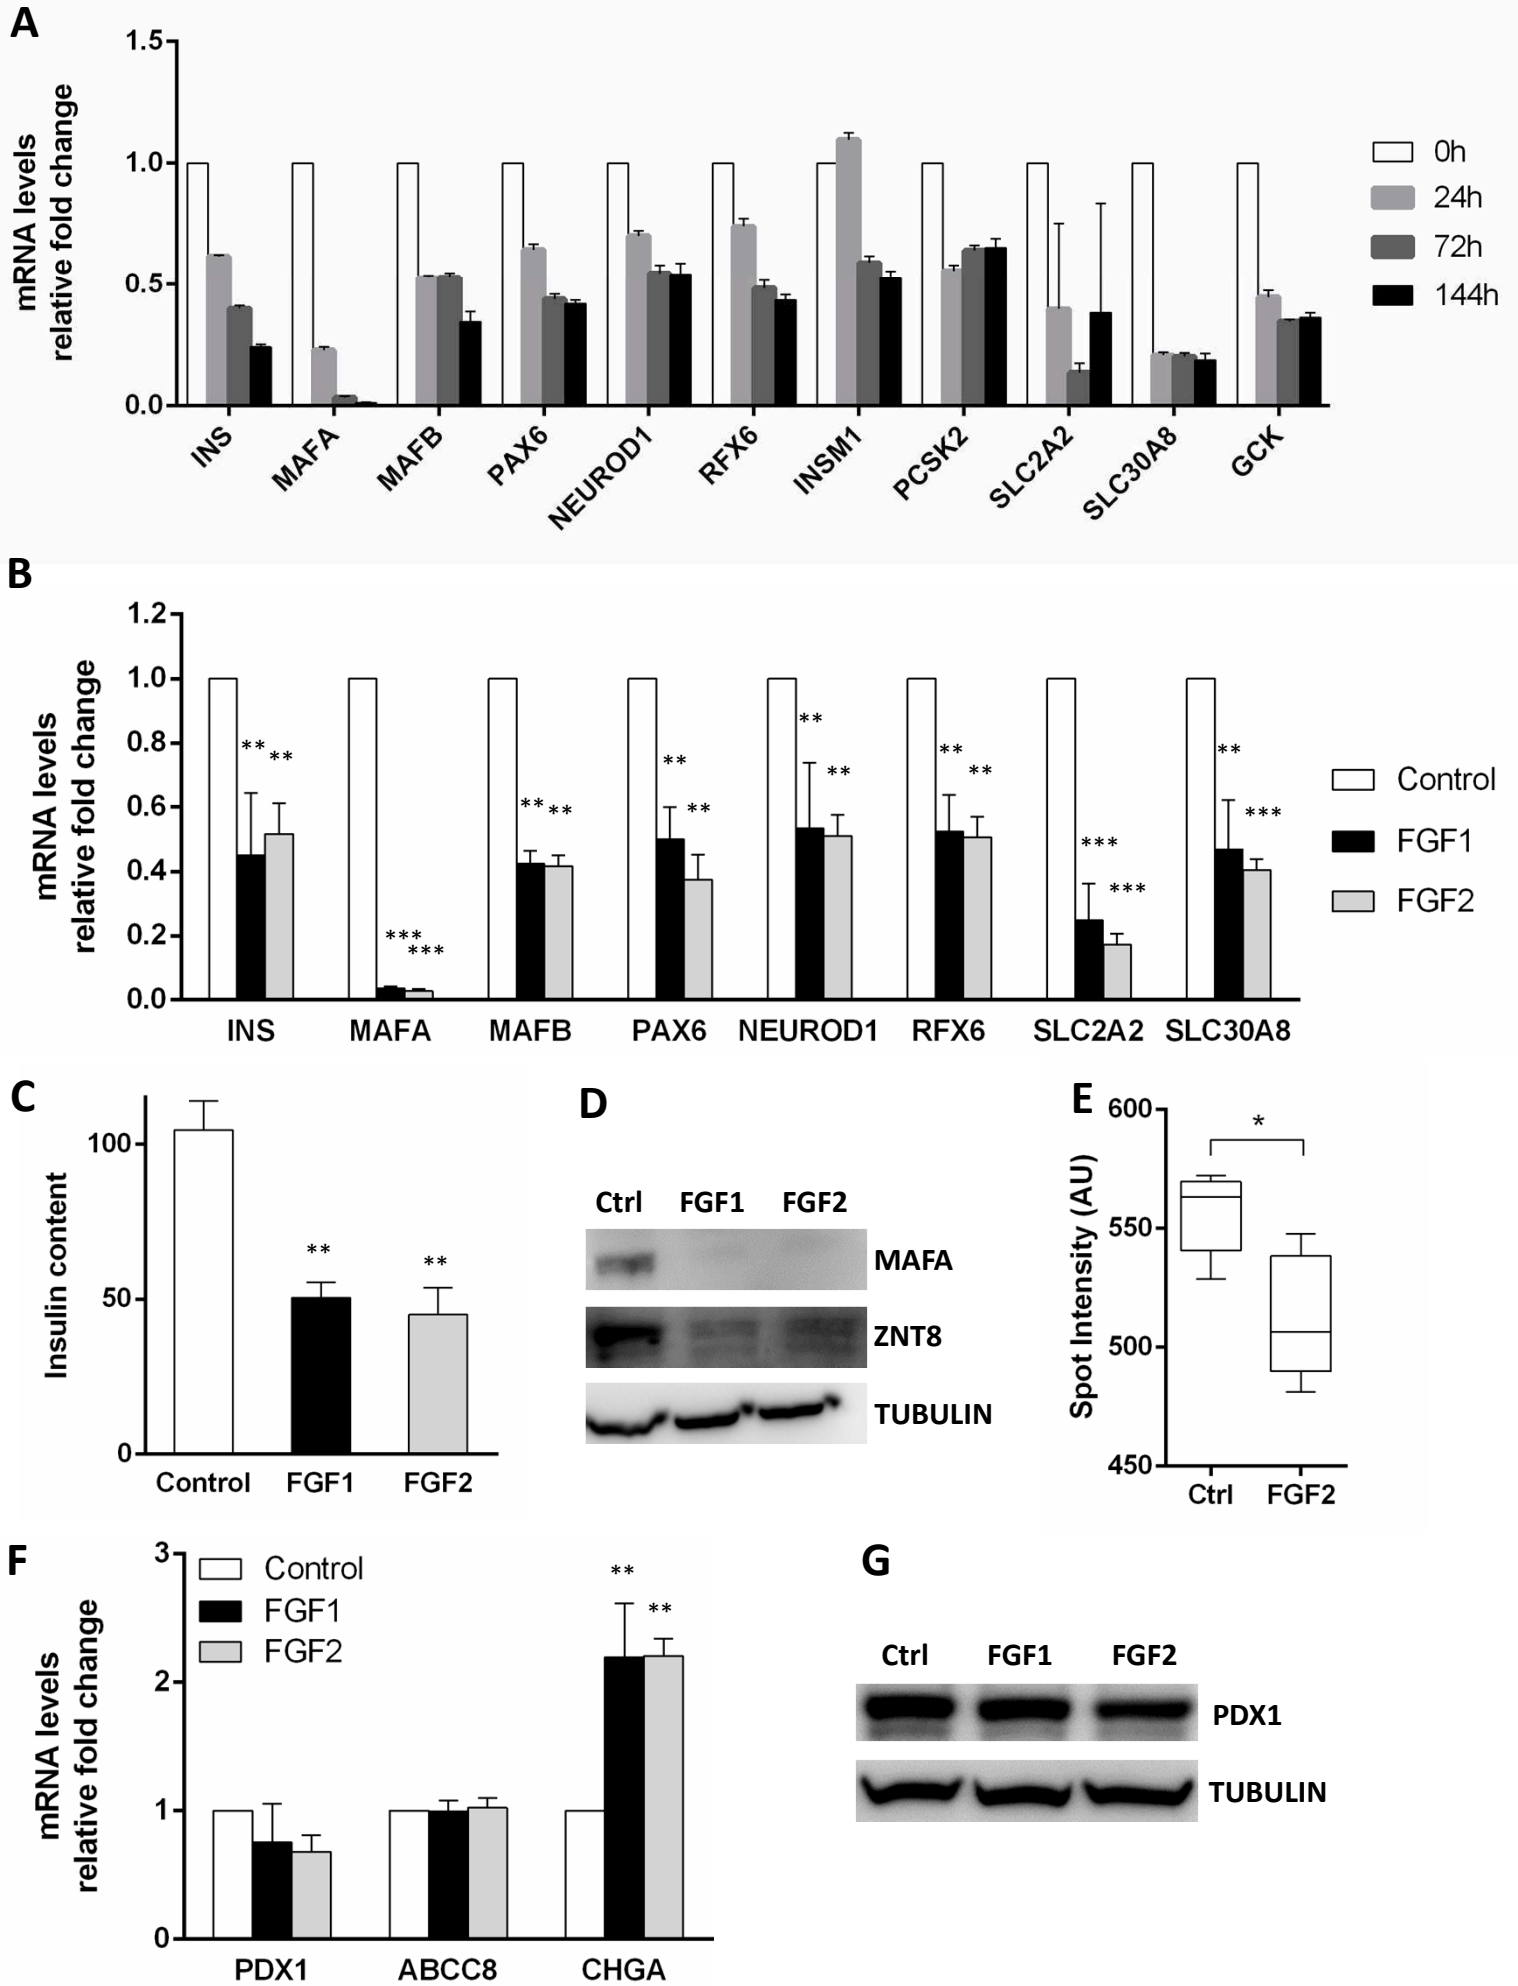 A
mRNA levels
relative fold change
1.5
1.0
0.5
0.0
INS
MAFA
MAFB
PAX6
NEUROD1
RFX6
INSM1
PCSK2
SLC2A2
SLC30A8
GCK
0h
24h
72h
144h
B
mRNA levels
relative fold change
1.2
1.0
0.8
0.6
0.4
0.2
0.0
** **
***
***
** **
**
**
**
**
**
**
***
***
**
***
INS MAFA MAFB PAX6 NEUROD1 RFX6 SLC2A2 SLC30A8
Control
FGF1
FGF2
C
Insulin content
100
50
0
**
**
Control FGF1 FGF2
D
Ctrl FGF1 FGF2
MAFA
ZNT8
TUBULIN
E
Spot Intensity (AU)
600
550
500
450
*
Ctrl FGF2
F
mRNA levels
relative fold change
3
2
1
0
Control
FGF1
FGF2
**
**
PDX1 ABCC8 CHGA
G
Ctrl FGF1 FGF2
PDX1
TUBULIN